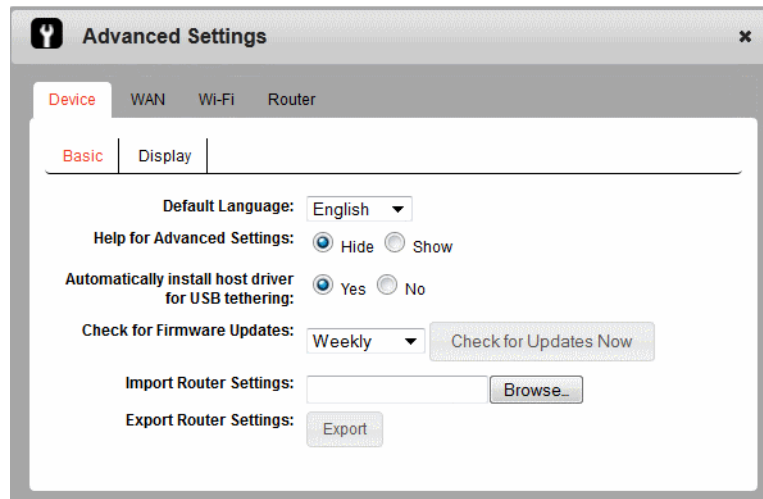 Advanced Settings
Device WAN Wi-Fi Router
Basic Display
Default Language: English
Help for Advanced Settings: Hide Show
Automatically install host driver
for USB tethering: Yes No
Check for Firmware Updates: Weekly Check for Updates Now
Import Router Settings: Browse...
Export Router Settings: Export